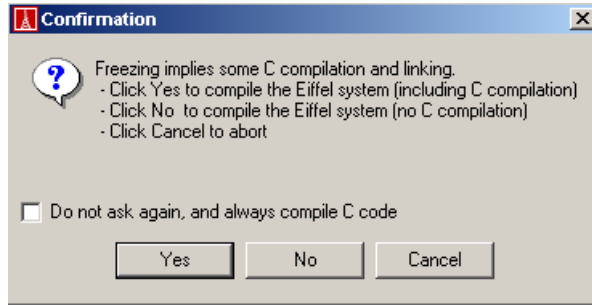 Confirmation
Freezing implies some C compilation and linking.
- Click Yes to compile the Eiffel system (including C compilation)
- Click No to compile the Eiffel system (no C compilation)
- Click Cancel to abort
Do not ask again, and always compile C code
Yes No Cancel